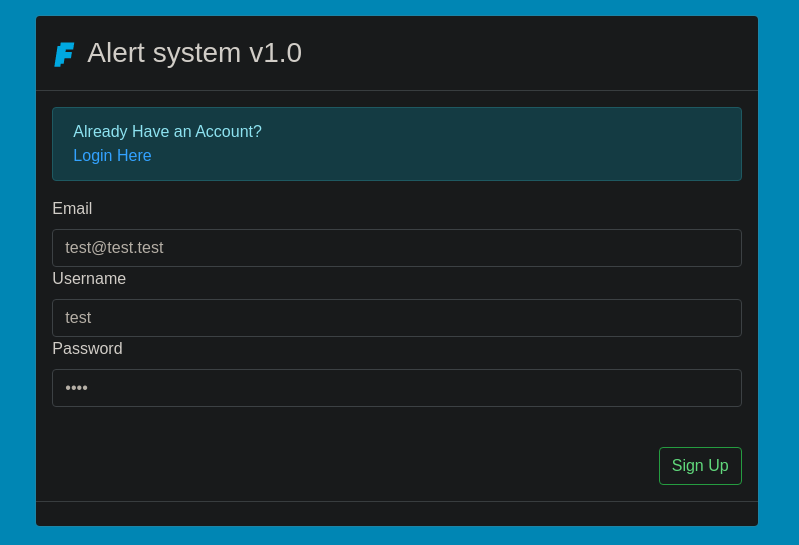 Alert system v1.0
Already Have an Account?
Login Here
Email
test@test.test
Username
test
Password
••••
Sign Up